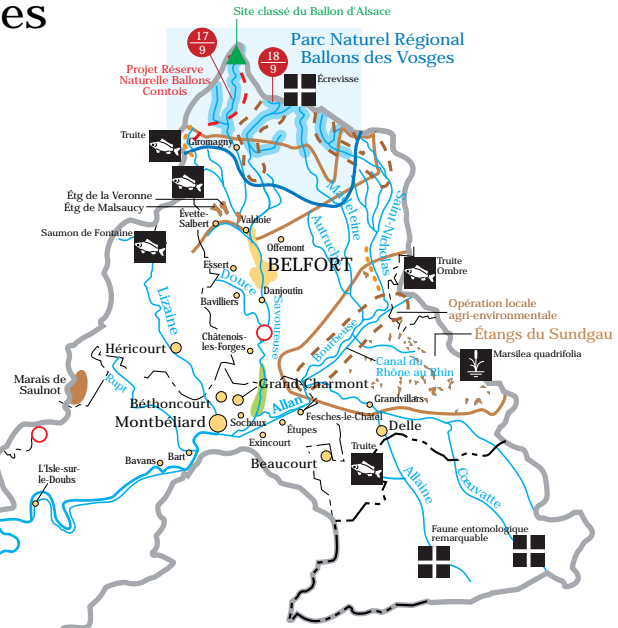 es
Site classé du Ballon d'Alsace
17
9
18
9
Parc Naturel Régional
Ballons des Vosges
Projet Réserve
Naturelle Ballons
Comtois
Écrevisse
Truite
Giromagny
Étg de la Veronne
Étg de Malsaucy
Évette-
Salbert
Valdoie
Saumon de Fontaine
Offemont
Autruche
Madeleine
Saint-Nicholas
Essert
BELFORT
Truite
Ombre
Douce
Danjoutin
Bavilliers
Savoureuse
Lizaine
Opération locale
agri-environnementale
Étangs du Sundgau
Châtenois-
les-Forges
Bourbeuse
Héricourt
Canal du
Rhône au Rhin
Marsilea quadrifolia
Marais de
Saulnot
Rupt
Grand-Charmont
Béthoncourt
Allan
Grandvillars
Montbéliard
Sochaux
Fesches-le-Châtel
Étupes
Delle
Exincourt
Truite
Bart
Bavans
Beaucourt
L'Isle-sur-
le-Doubs
Allaine
Cœuvatte
Faune entomologique
remarquable